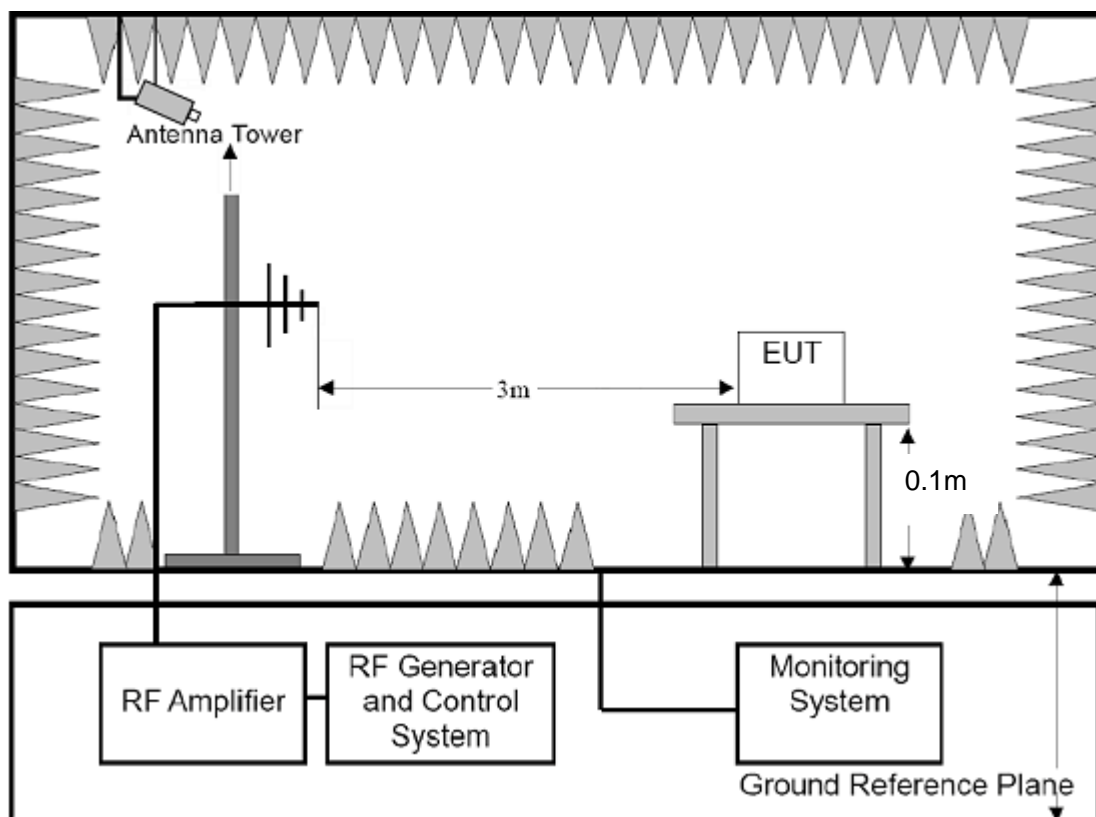 Antenna Tower
EUT
3m
0.1m
RF Amplifier
RF Generator
and Control
System
Monitoring
System
Ground Reference Plane